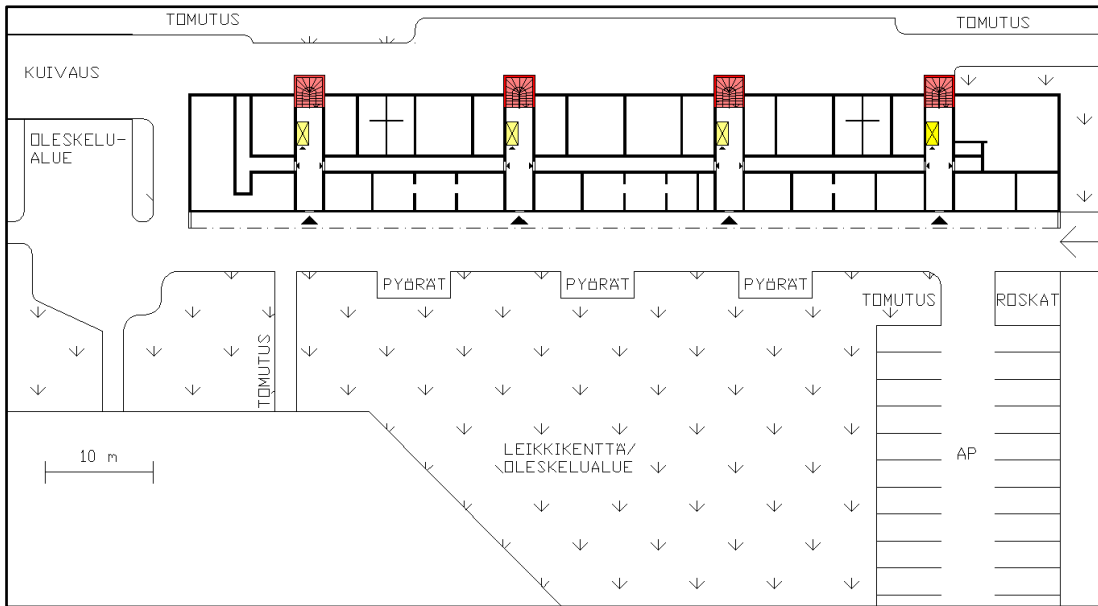 TOMUTUS
TOMUTUS
KUIVAUS
OLESKELU-
ALUE
PYÖRÄT
PYÖRÄT
PYÖRÄT
TOMUTUS
ROSKAT
TOMUTUS
LEIKKIKENTTÄ/
OLESKELUALUE
10 m
AP